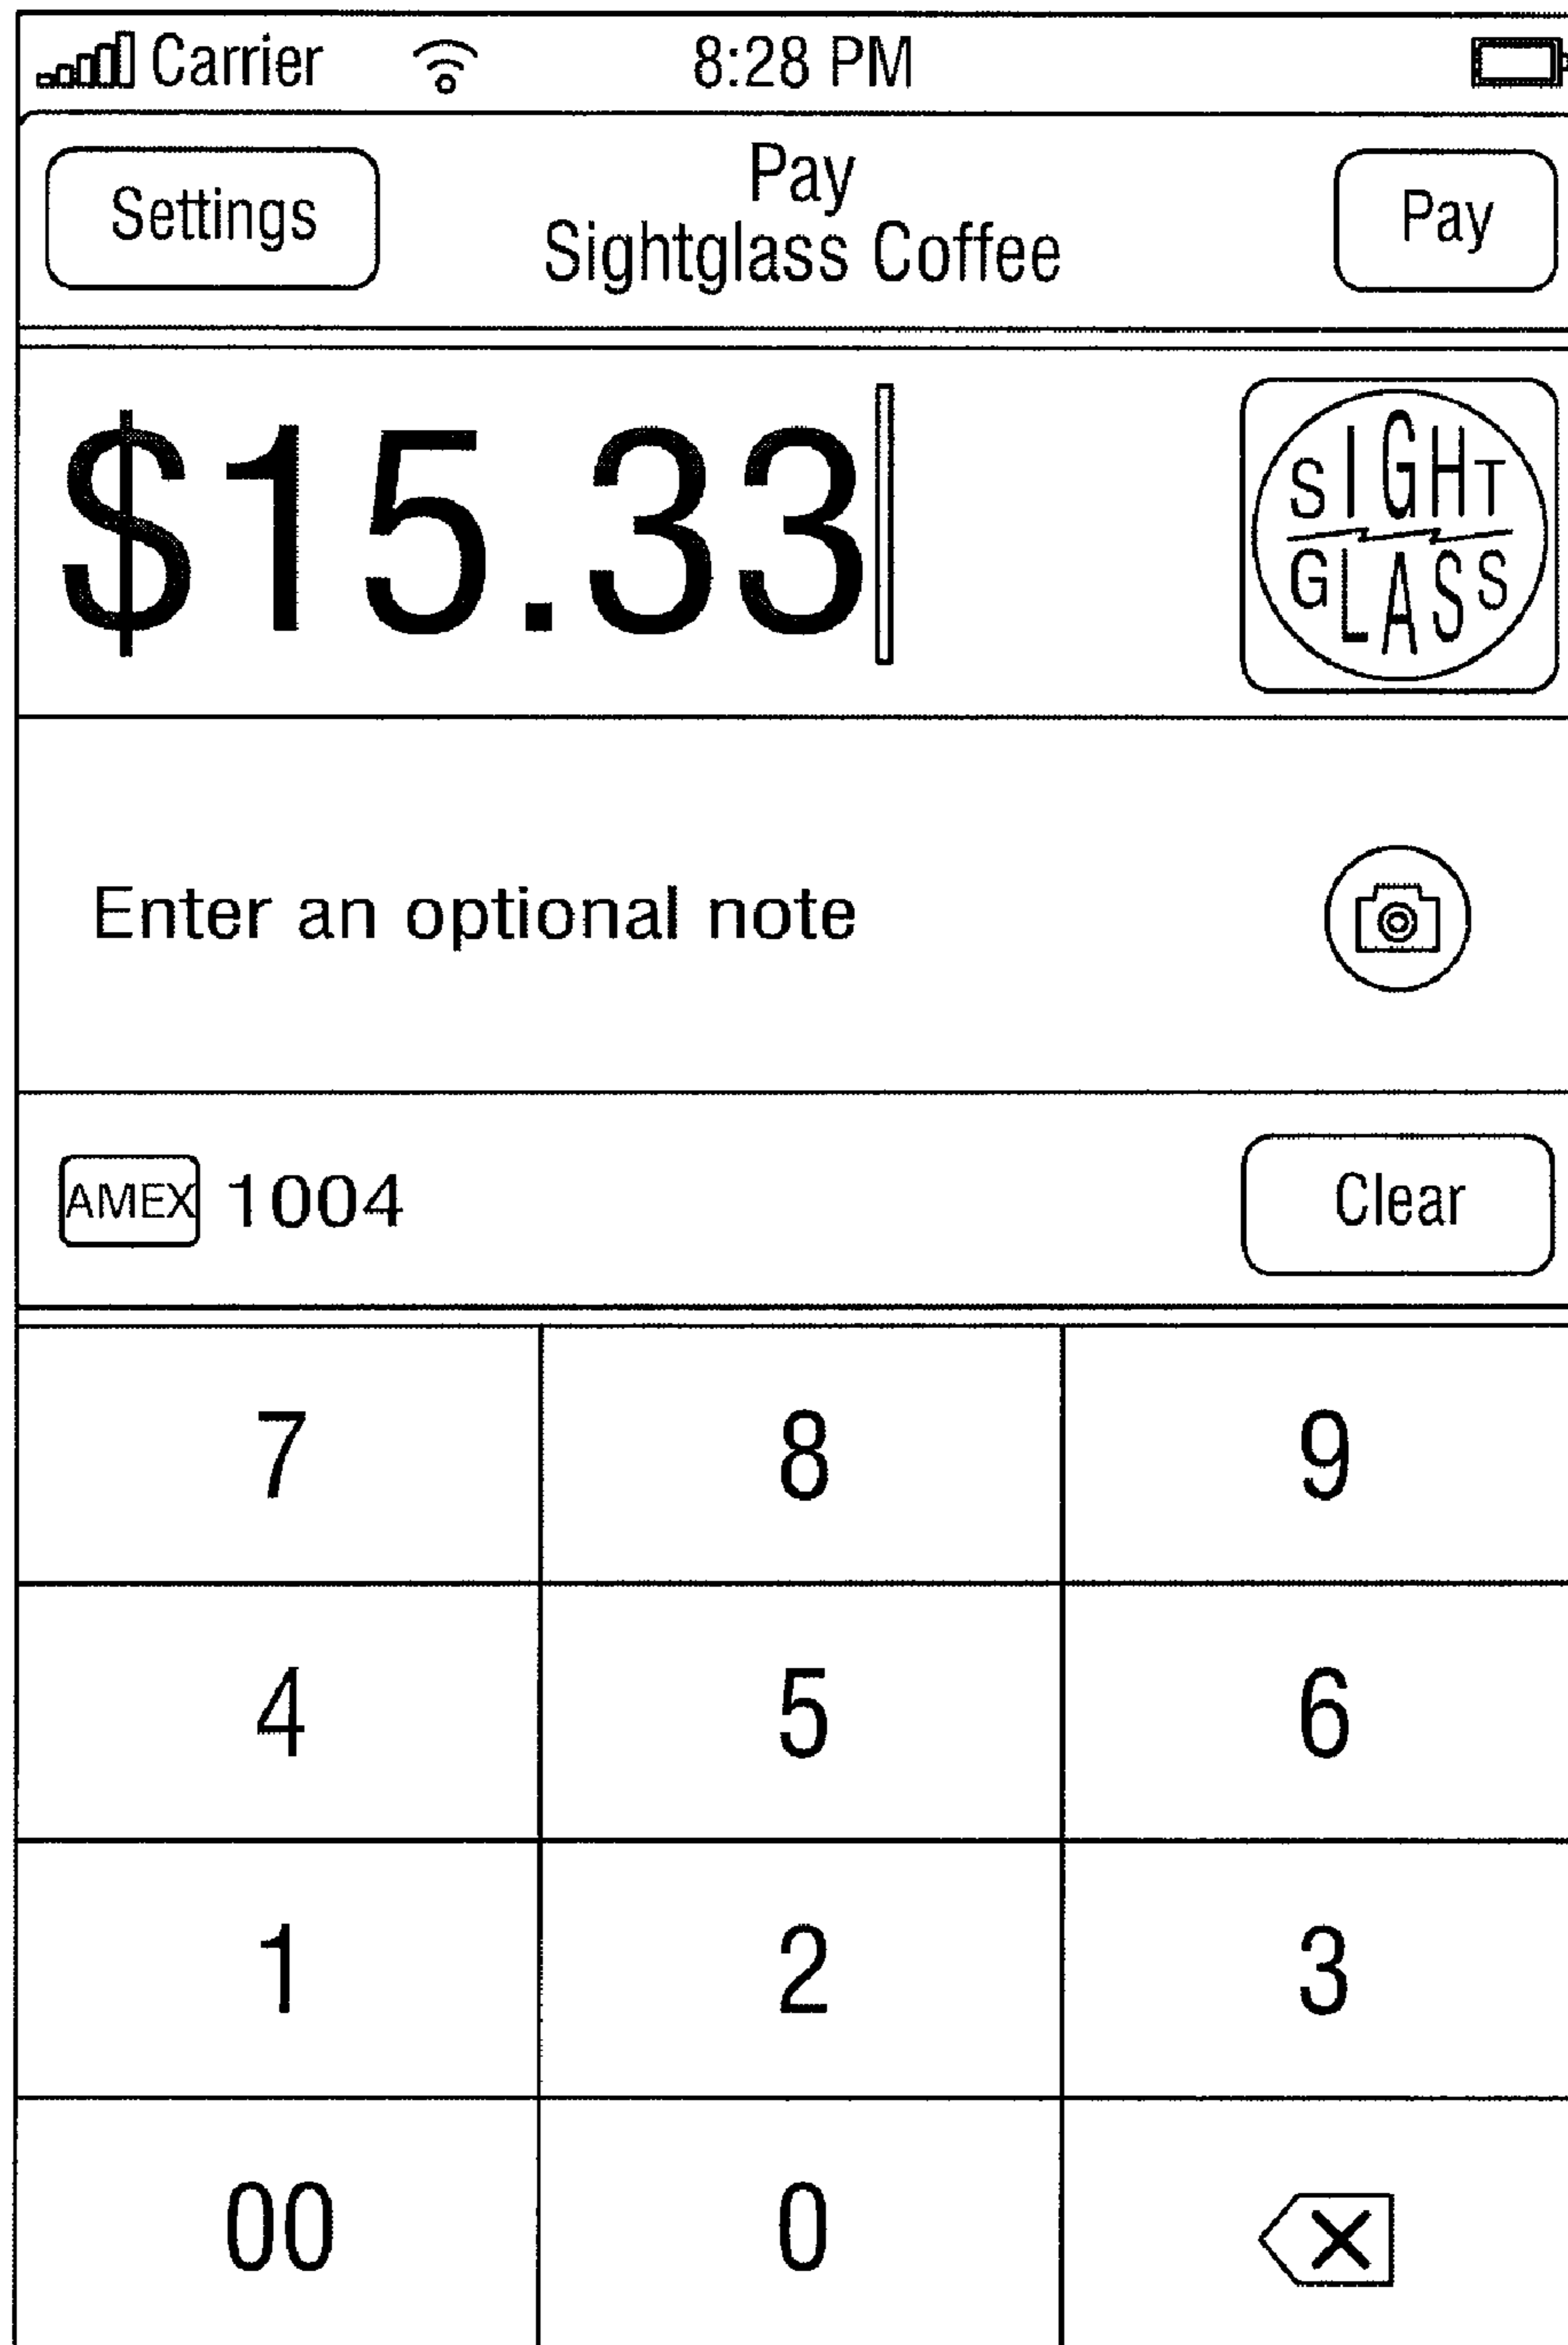 Carrier 8:28 PM
Settings
Pay
Sightglass Coffee
Pay
$15.33
SIGHT
GLASS
Enter an optional note
AMEX 1004
Clear
7 8 9
4 5 6
1 2 3
00 0 X